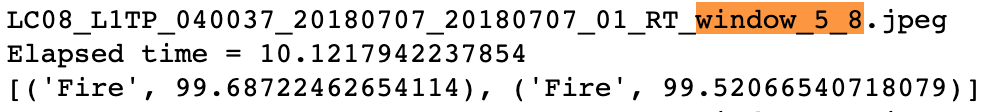 LC08_L1TP_040037_20180707_20180707_01_RT_window_5_8.jpeg
Elapsed time = 10.1217942237854
[('Fire', 99.68722462654114), ('Fire', 99.52066540718079)]